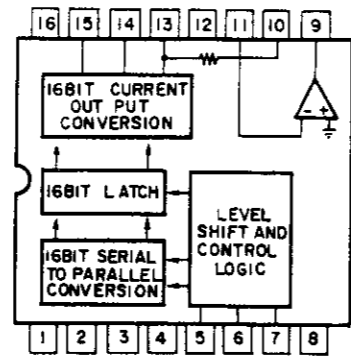 16 15 14 13 12 11 10 9
16BIT CURRENT
OUT PUT
CONVERSION
- +
16BIT LATCH
LEVEL
SHIFT AND
CONTROL
LOGIC
16BIT SERIAL
TO PARALLEL
CONVERSION
1 2 3 4 5 6 7 8